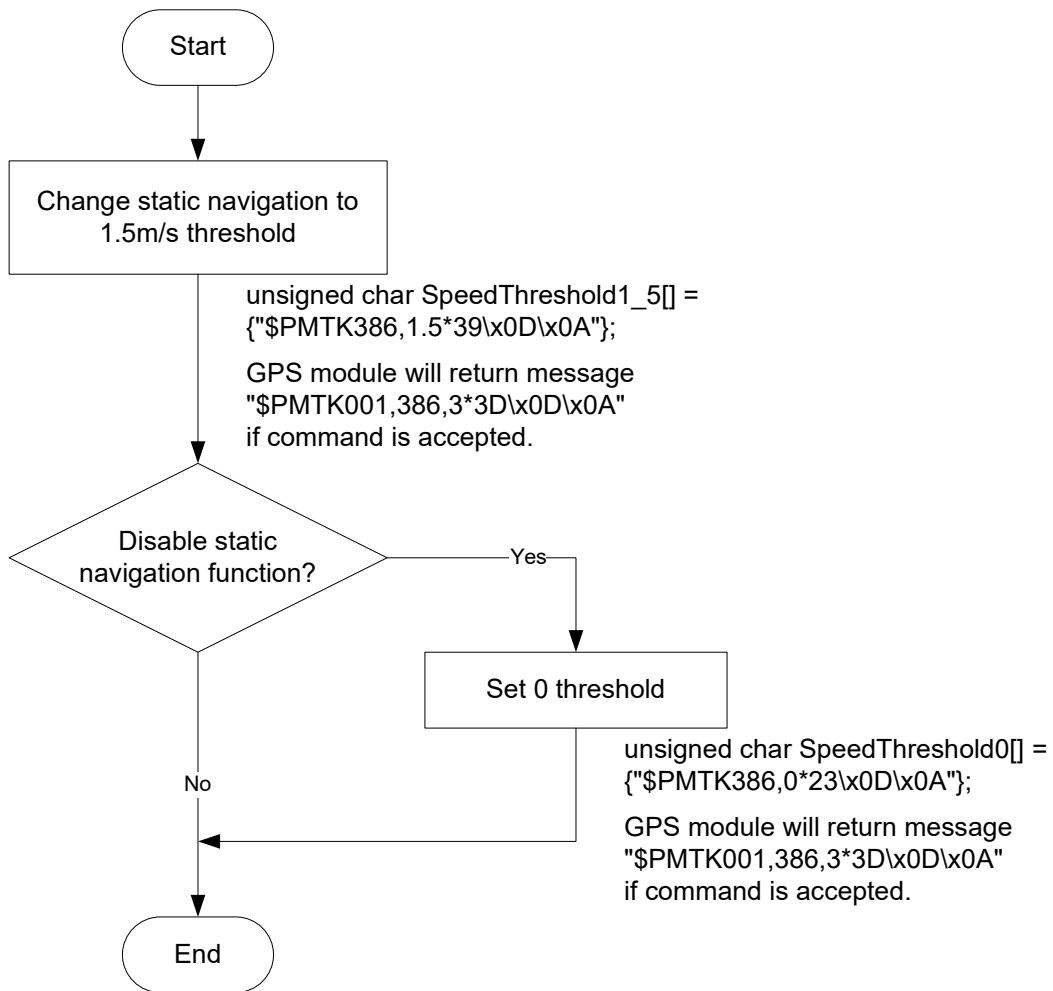 Start
Change static navigation to
1.5m/s threshold
unsigned char SpeedThreshold1_5[] =
{"$PMTK386,1.5*39\x0D\x0A"};
GPS module will return message
"$PMTK001,386,3*3D\x0D\x0A"
if command is accepted.
Disable static
navigation function?
Yes
Set 0 threshold
unsigned char SpeedThreshold0[] =
{"$PMTK386,0*23\x0D\x0A"};
GPS module will return message
"$PMTK001,386,3*3D\x0D\x0A"
if command is accepted.
No
End